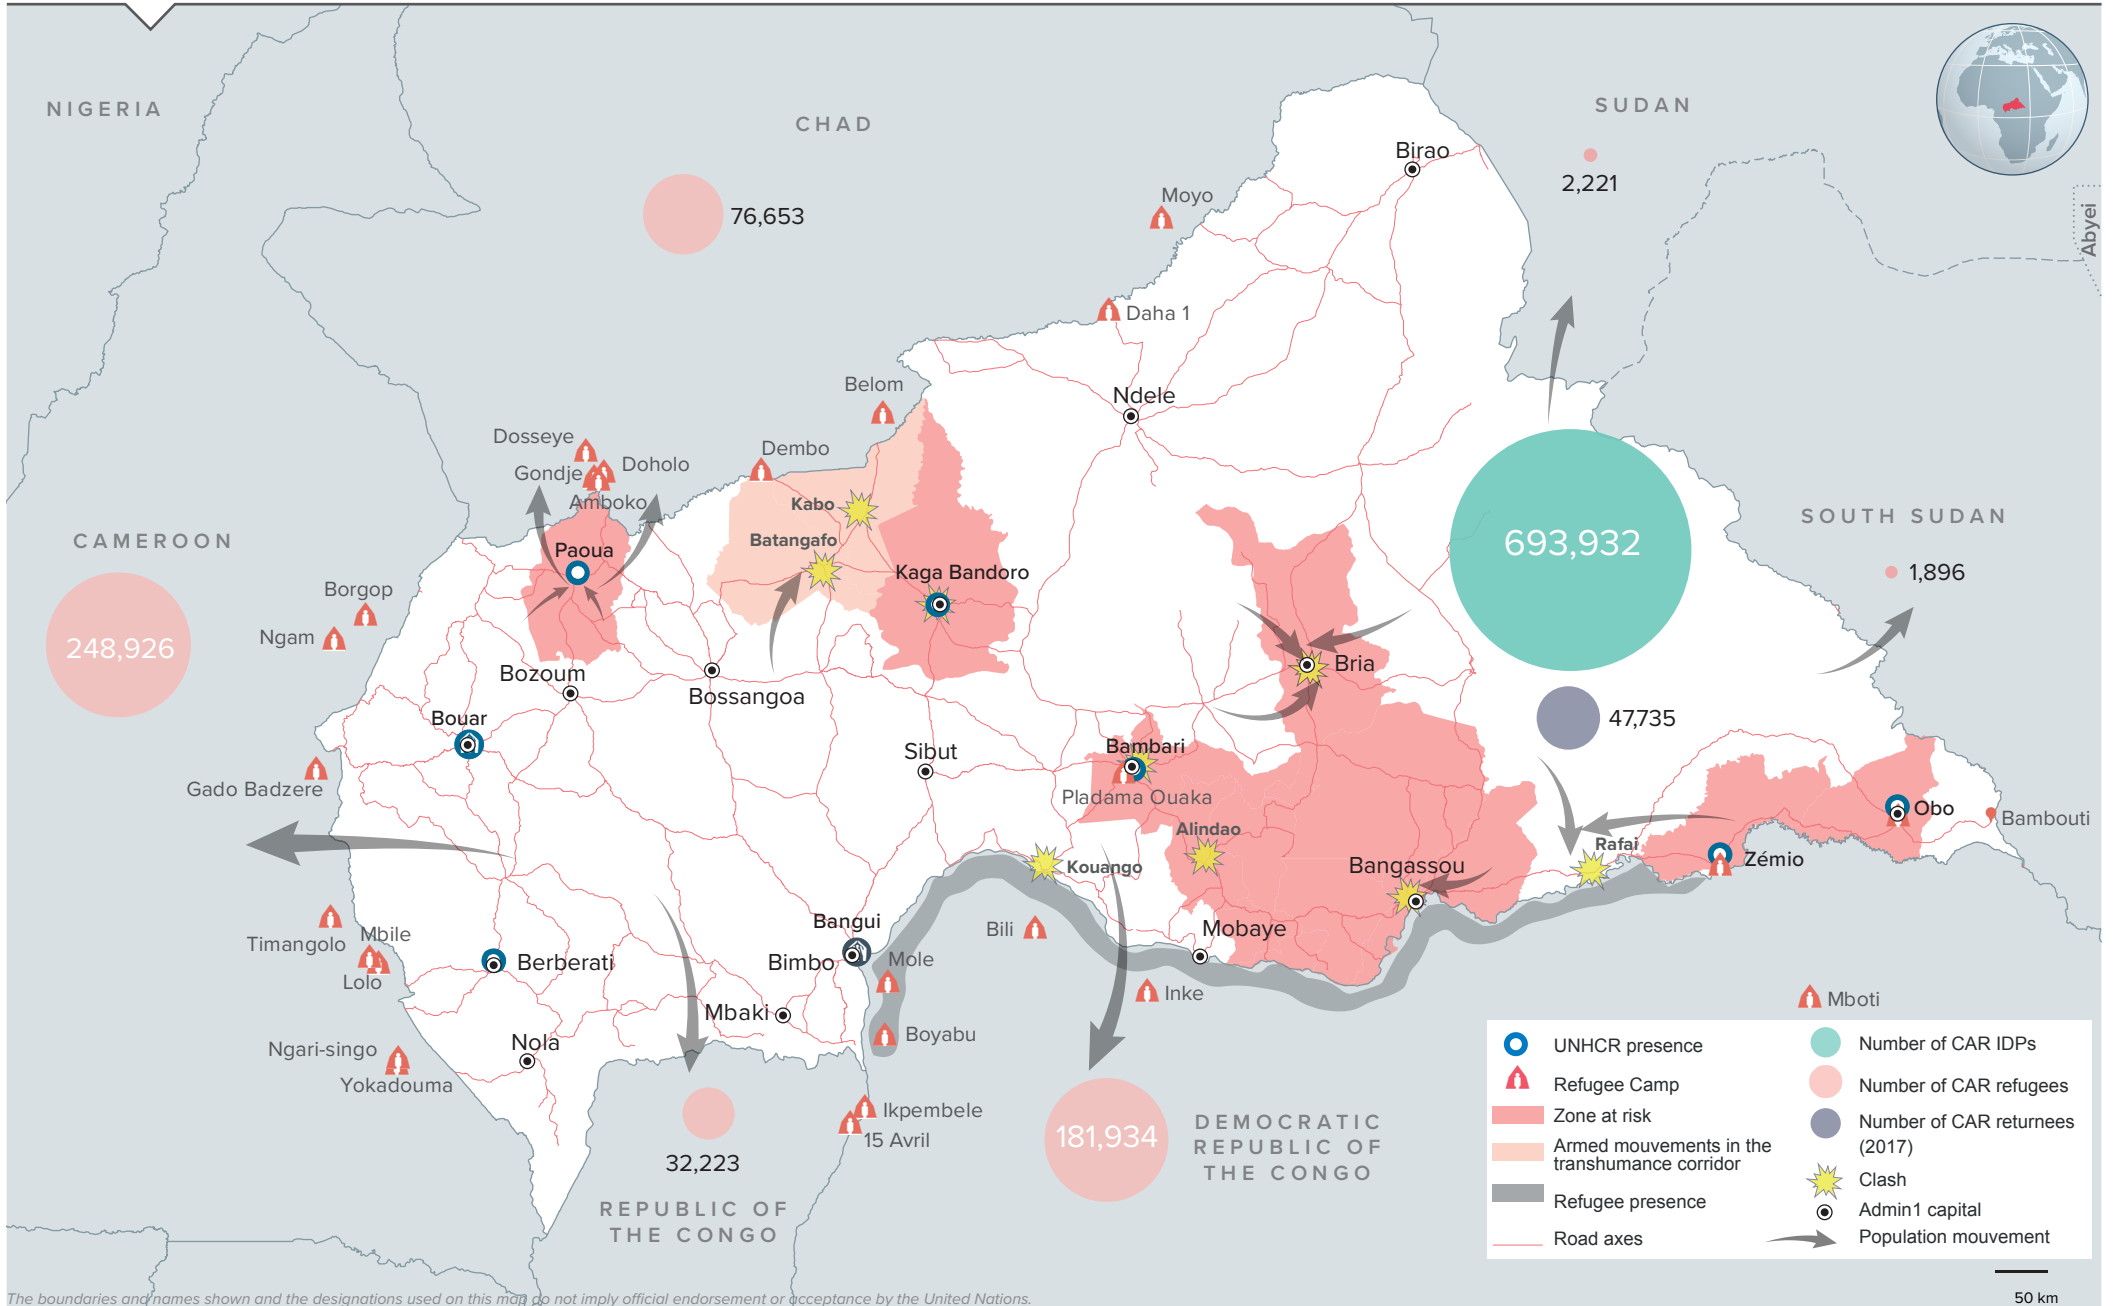 NIGERIA
CHAD
SUDAN
Abyei
76,653
2,221
Birao
Moyo
Daha 1
Belom
Ndele
Dosseye
Gondje
Doholo
Amboko
Dembo
Kabo
Batangafo
CAMEROON
248,926
Paoua
Kaga Bandoro
693,932
SOUTH SUDAN
1,896
Borgop
Ngam
Bozoum
Bossangoa
Bria
47,735
Bouar
Sibut
Bambari
Pladama Ouaka
Gado Badzere
Alindao
Kouango
Bangassou
Rafai
Zémio
Obo
Bambouti
Timangolo
Mbile
Lolo
Berberati
Bangui
Bimbo
Mole
Bili
Mobaye
Inke
Mboti
Mbaki
Boyabu
Nola
Ngari-singo
Yokadouma
Ikpembele
15 Avril
32,223
REPUBLIC OF
THE CONGO
181,934
DEMOCRATIC
REPUBLIC OF
THE CONGO
UNHCR presence
Refugee Camp
Zone at risk
Armed mouvements in the
transhumance corridor
Refugee presence
Road axes
Number of CAR IDPs
Number of CAR refugees
Number of CAR returnees
(2017)
Clash
Admin1 capital
Population mouvement
50 km
The boundaries and names shown and the designations used on this map do not imply official endorsement or acceptance by the United Nations.